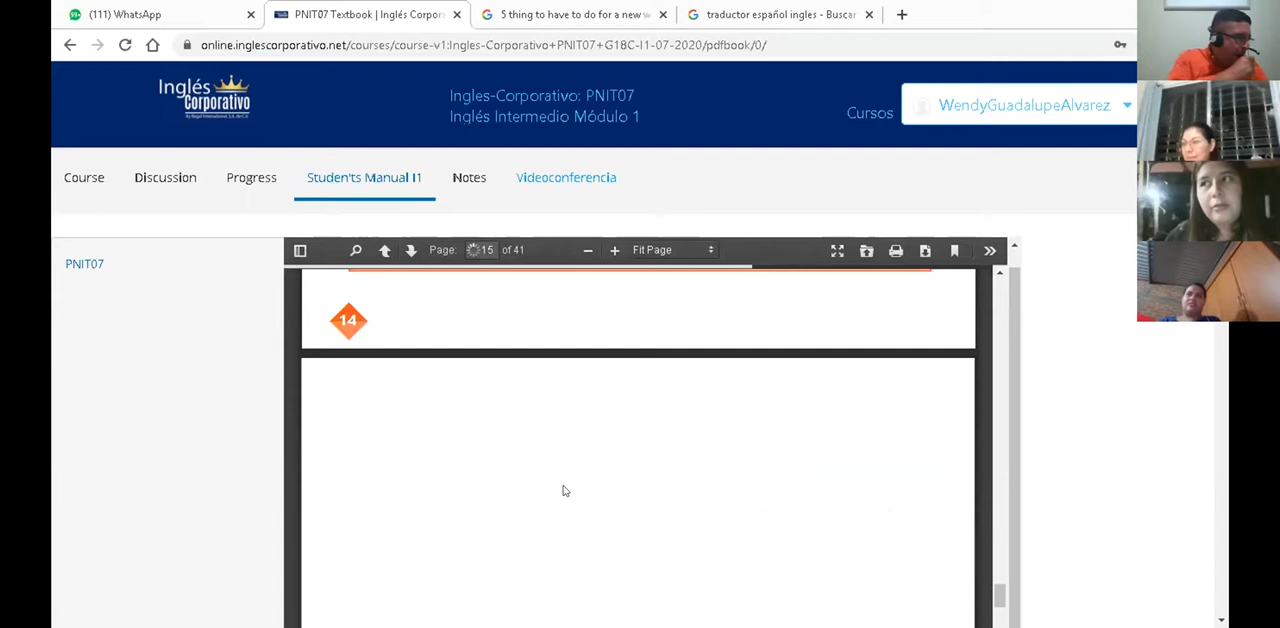 (111) WhatsApp
PNIT07 Textbook | Inglés Corpor
5 thing to have to do for a new w
traductor español ingles - Buscar
online.inglescorporativo.net/courses/course-v1:Ingles-Corporativo+PNIT07+G18C-I1-07-2020/pdfbook/0/
Inglés
Corporativo
Ingles-Corporativo: PNIT07
Inglés Intermedio Módulo 1
Cursos
WendyGuadalupeAlvarez
Course
Discussion
Progress
Studen'ts Manual I1
Notes
Videoconferencia
PNIT07
Page:
15
of 41
Fit Page
14